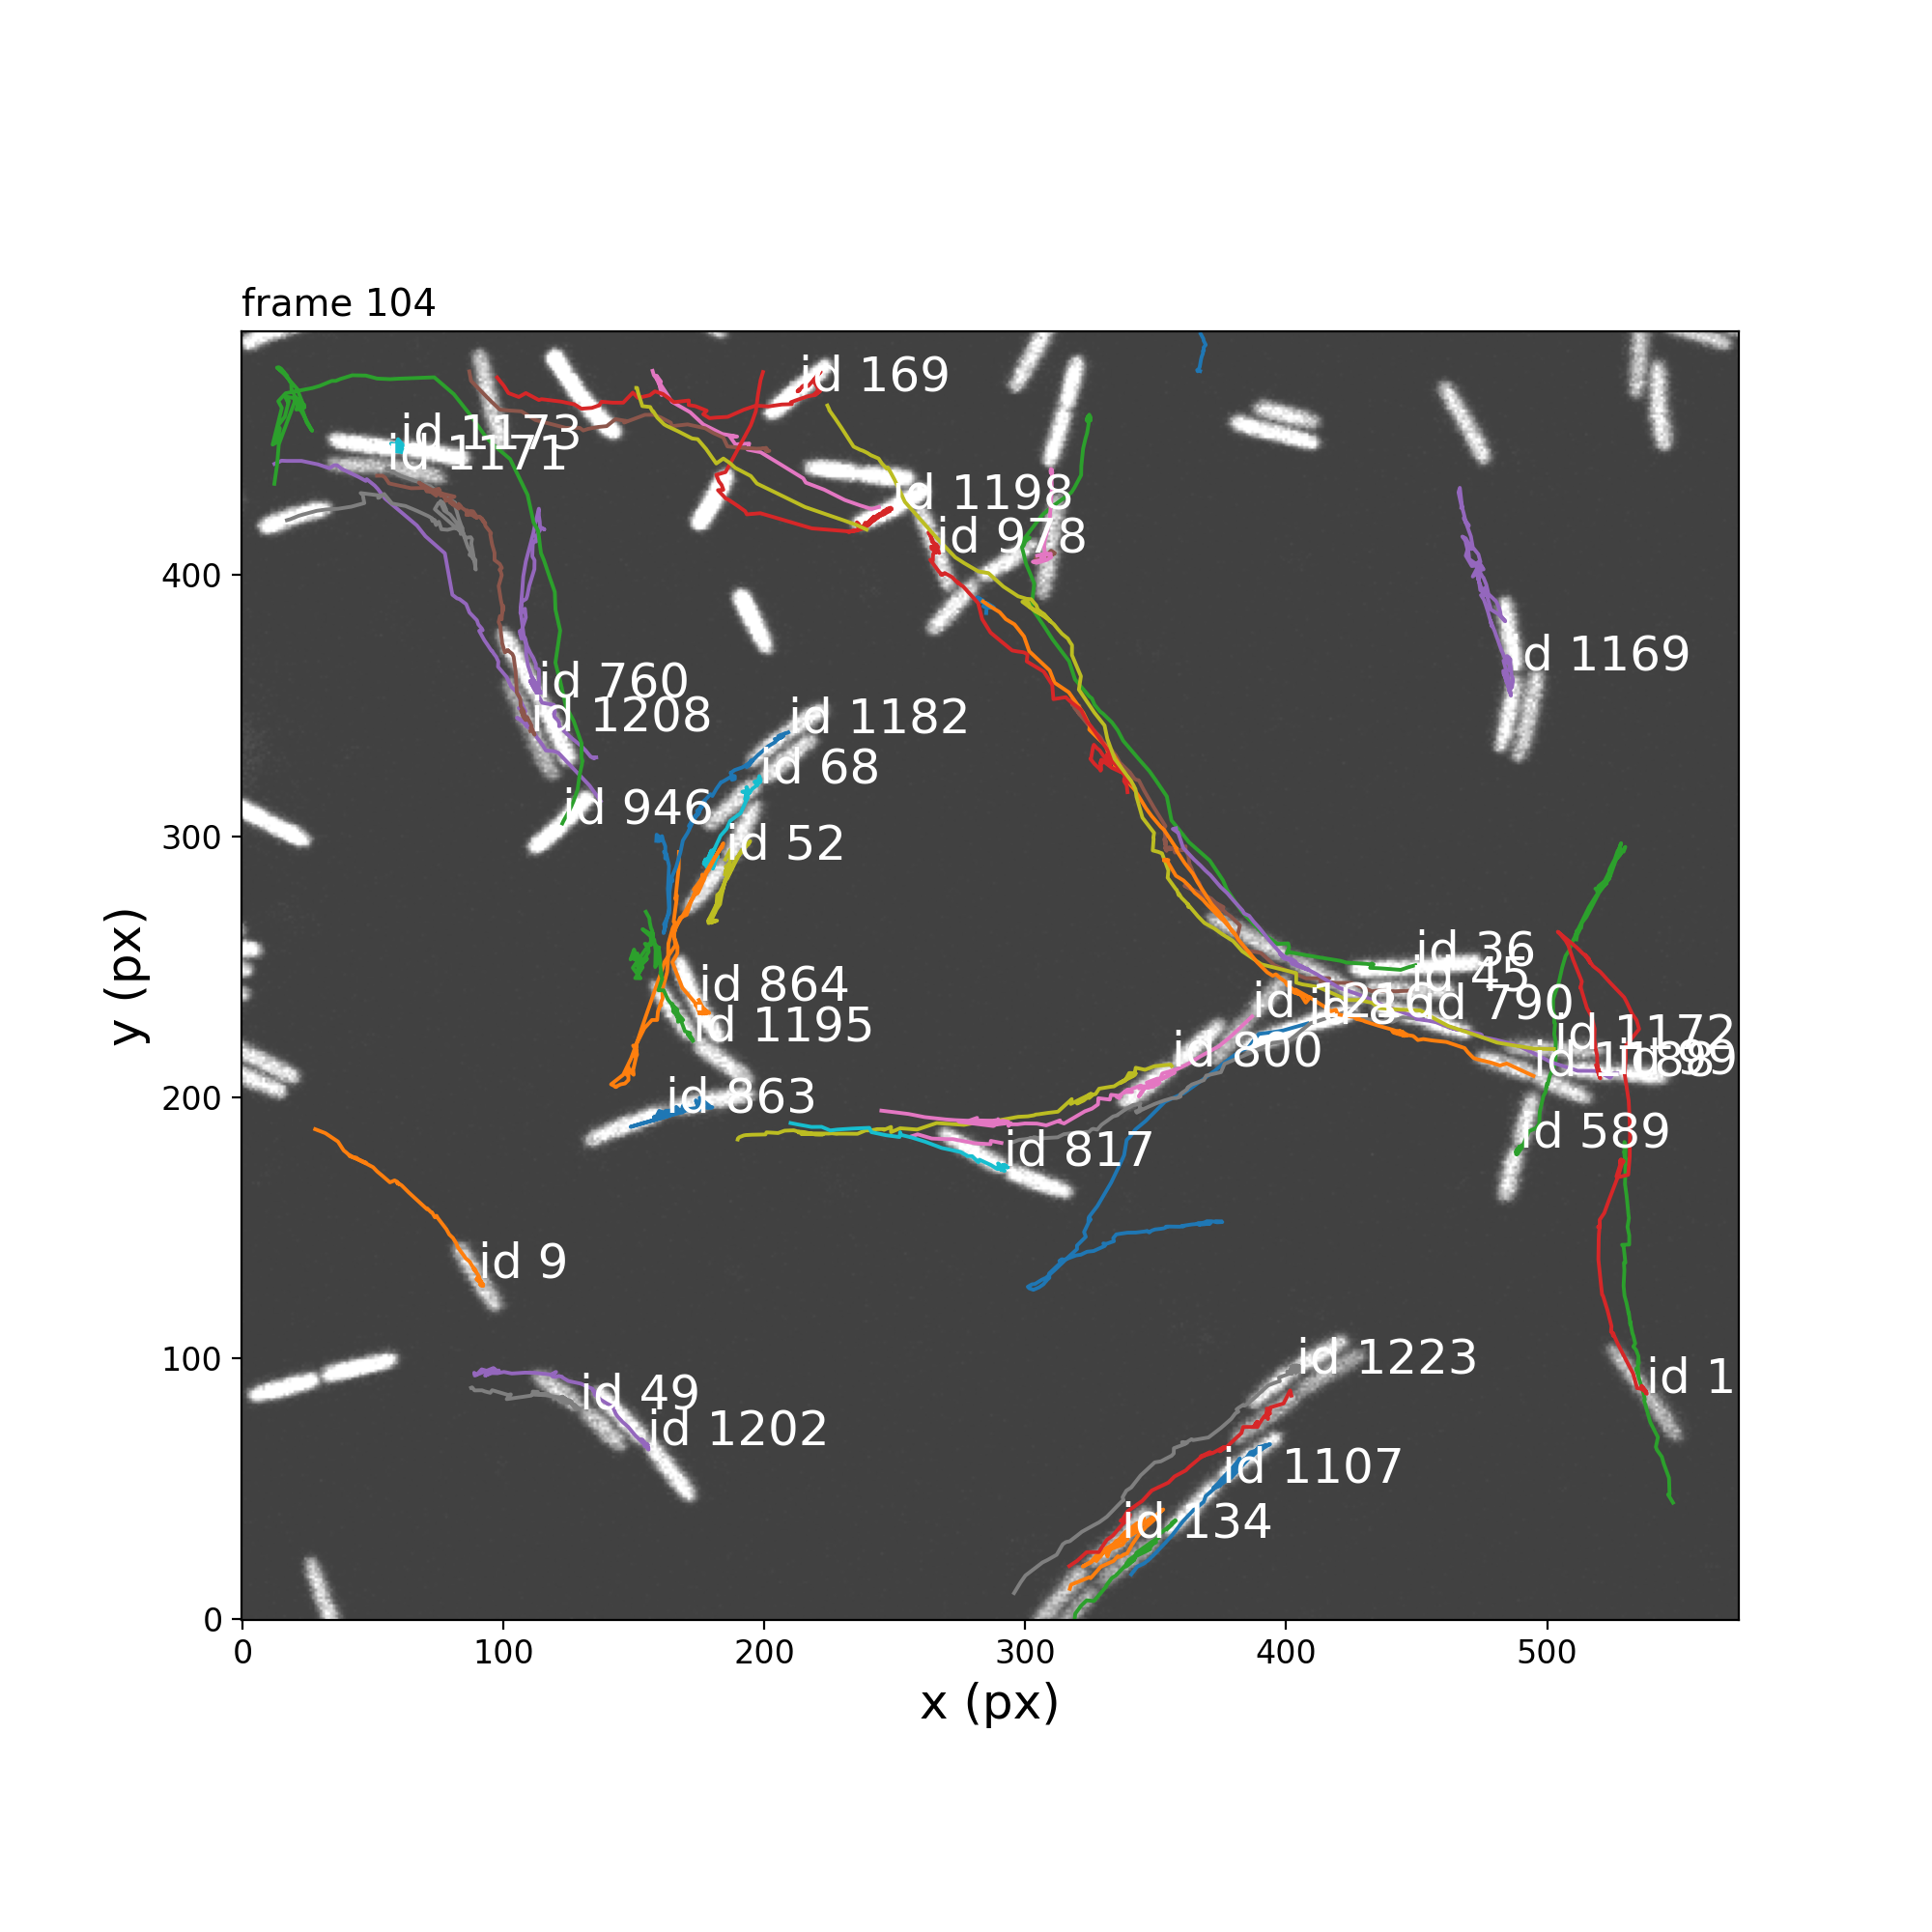 frame 104
id 169
id 1173
id 1171
id 1198
id 978
d 1169
id 760
id 1208
id 1182
id 68
id 946
id 52
id 36
id 45
id 864
id 790
id 1195
id 1172
id 800
id 863
id 589
id 817
id 9
id 1223
id 1
id 49
id 1202
id 1107
id 134
400
300
200
100
0
0
100
200
300
400
500
x (px)
y (px)